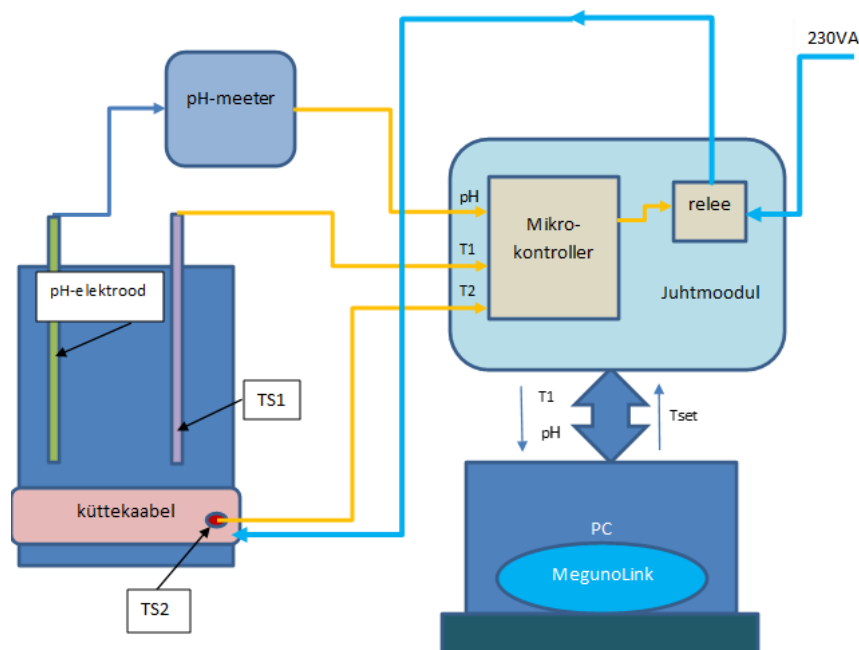 230VA
pH-meeter
pH
Mikro-
kontroller
relee
T1
T2
Juhtmoodul
pH-elektrood
TS1
T1
pH
Tset
küttekaabel
TS2
PC
MegunoLink